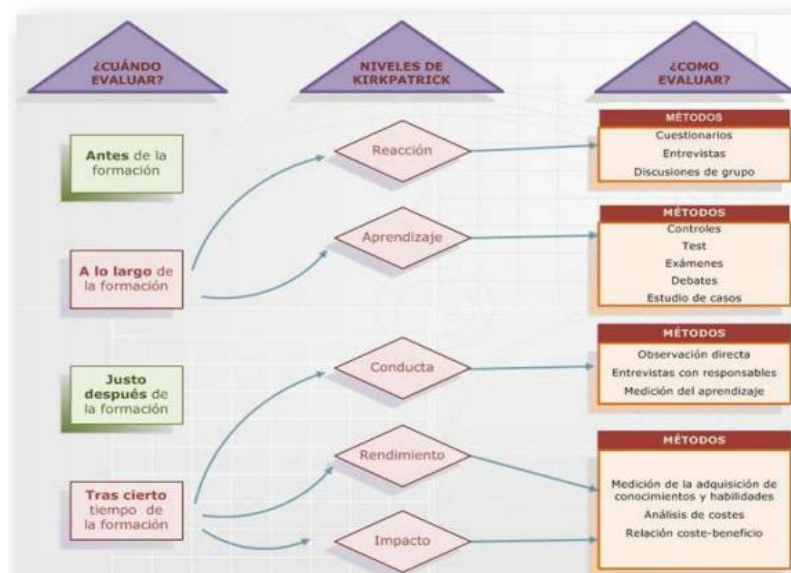 ¿CUÁNDO
EVALUAR?
NIVELES DE
KIRKPATRICK
¿COMO
EVALUAR?
Antes de la
formación
A lo largo de
la formación
Justo
después de
la formación
Tras cierto
tiempo de
la formación
Reacción
Aprendizaje
Conducta
Rendimiento
Impacto
MÉTODOS
Cuestionarios
Entrevistas
Discusiones de grupo
MÉTODOS
Controles
Test
Exámenes
Debates
Estudio de casos
MÉTODOS
Observación directa
Entrevistas con responsables
Medición del aprendizaje
MÉTODOS
Medición de la adquisición de
conocimientos y habilidades
Análisis de costes
Relación coste-beneficio